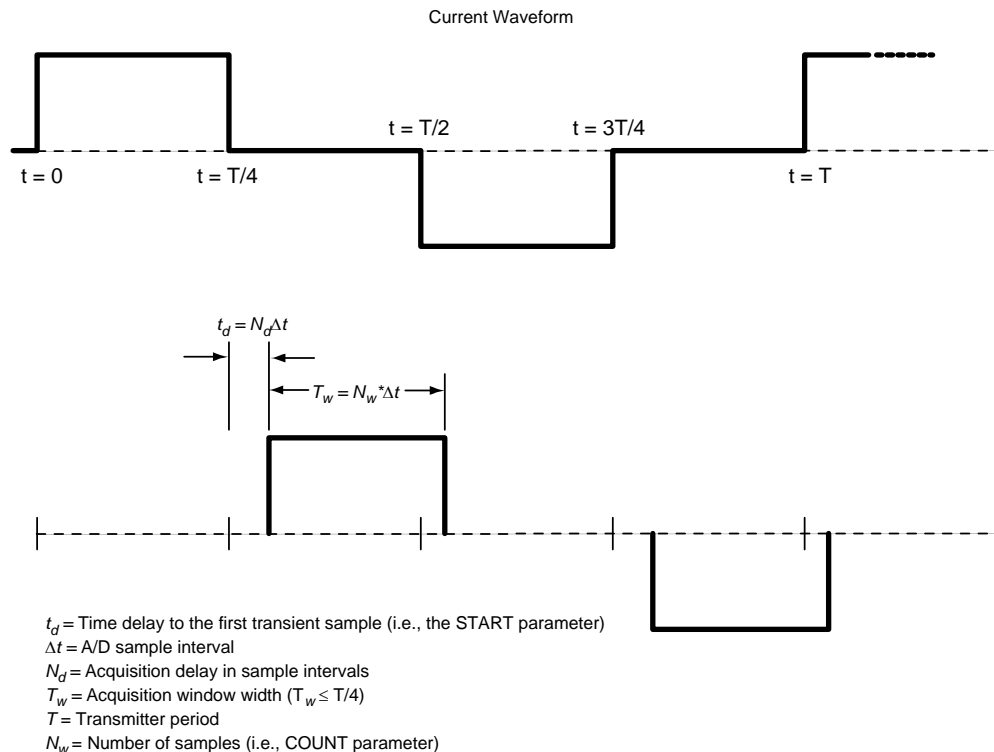 Current Waveform
t = T/2
t = 3T/4
t = 0
t = T/4
t = T
t_d = N_dΔt
T_w = N_w*Δt
t_d = Time delay to the first transient sample (i.e., the START parameter)
Δt = A/D sample interval
N_d = Acquisition delay in sample intervals
T_w = Acquisition window width (T_w ≤ T/4)
T = Transmitter period
N_w = Number of samples (i.e., COUNT parameter)